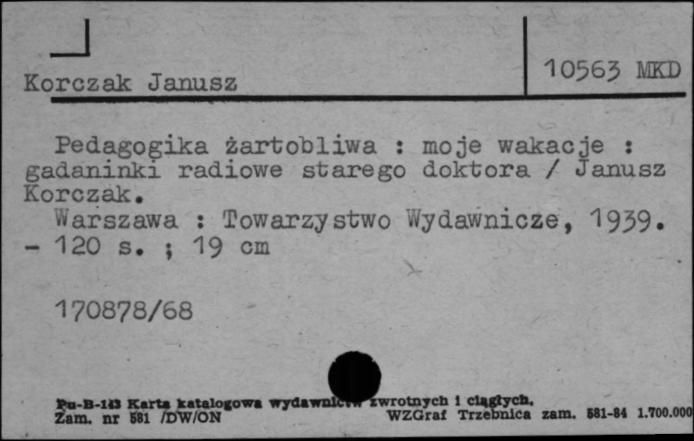 10563 MKD
Korczak Janusz
Pedagogika żartobliwa : moje wakacje :
gadaninki radiowe starego doktora / Janusz
Korczak.
Warszawa : Towarzystwo Wydawnicze, 1939.
- 120 s. ; 19 cm
170878/68
Pu-B-143 Karta katalogowa wydawnictw zwrotnych i ciągłych.
Zam. nr 581 /DW/ON WZGraf Trzebnica zam. 581-84 1.700.000